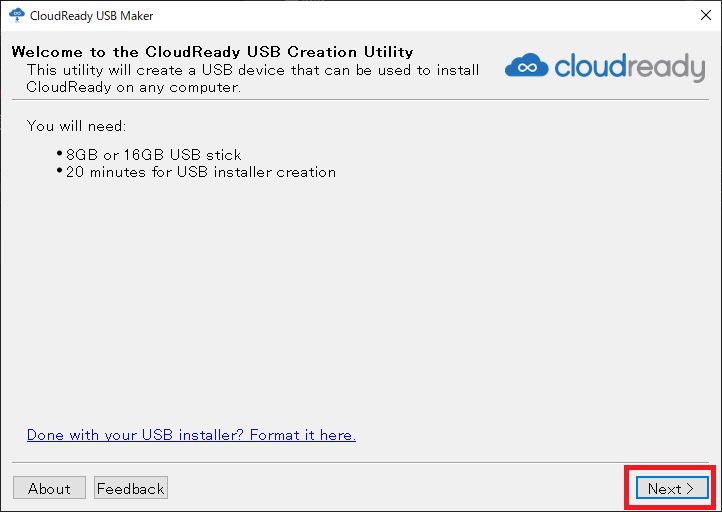 CloudReady USB Maker
Welcome to the CloudReady USB Creation Utility
This utility will create a USB device that can be used to install
CloudReady on any computer.
cloudready
You will need:
8GB or 16GB USB stick
20 minutes for USB installer creation
Done with your USB installer? Format it here.
About
Feedback
Next >